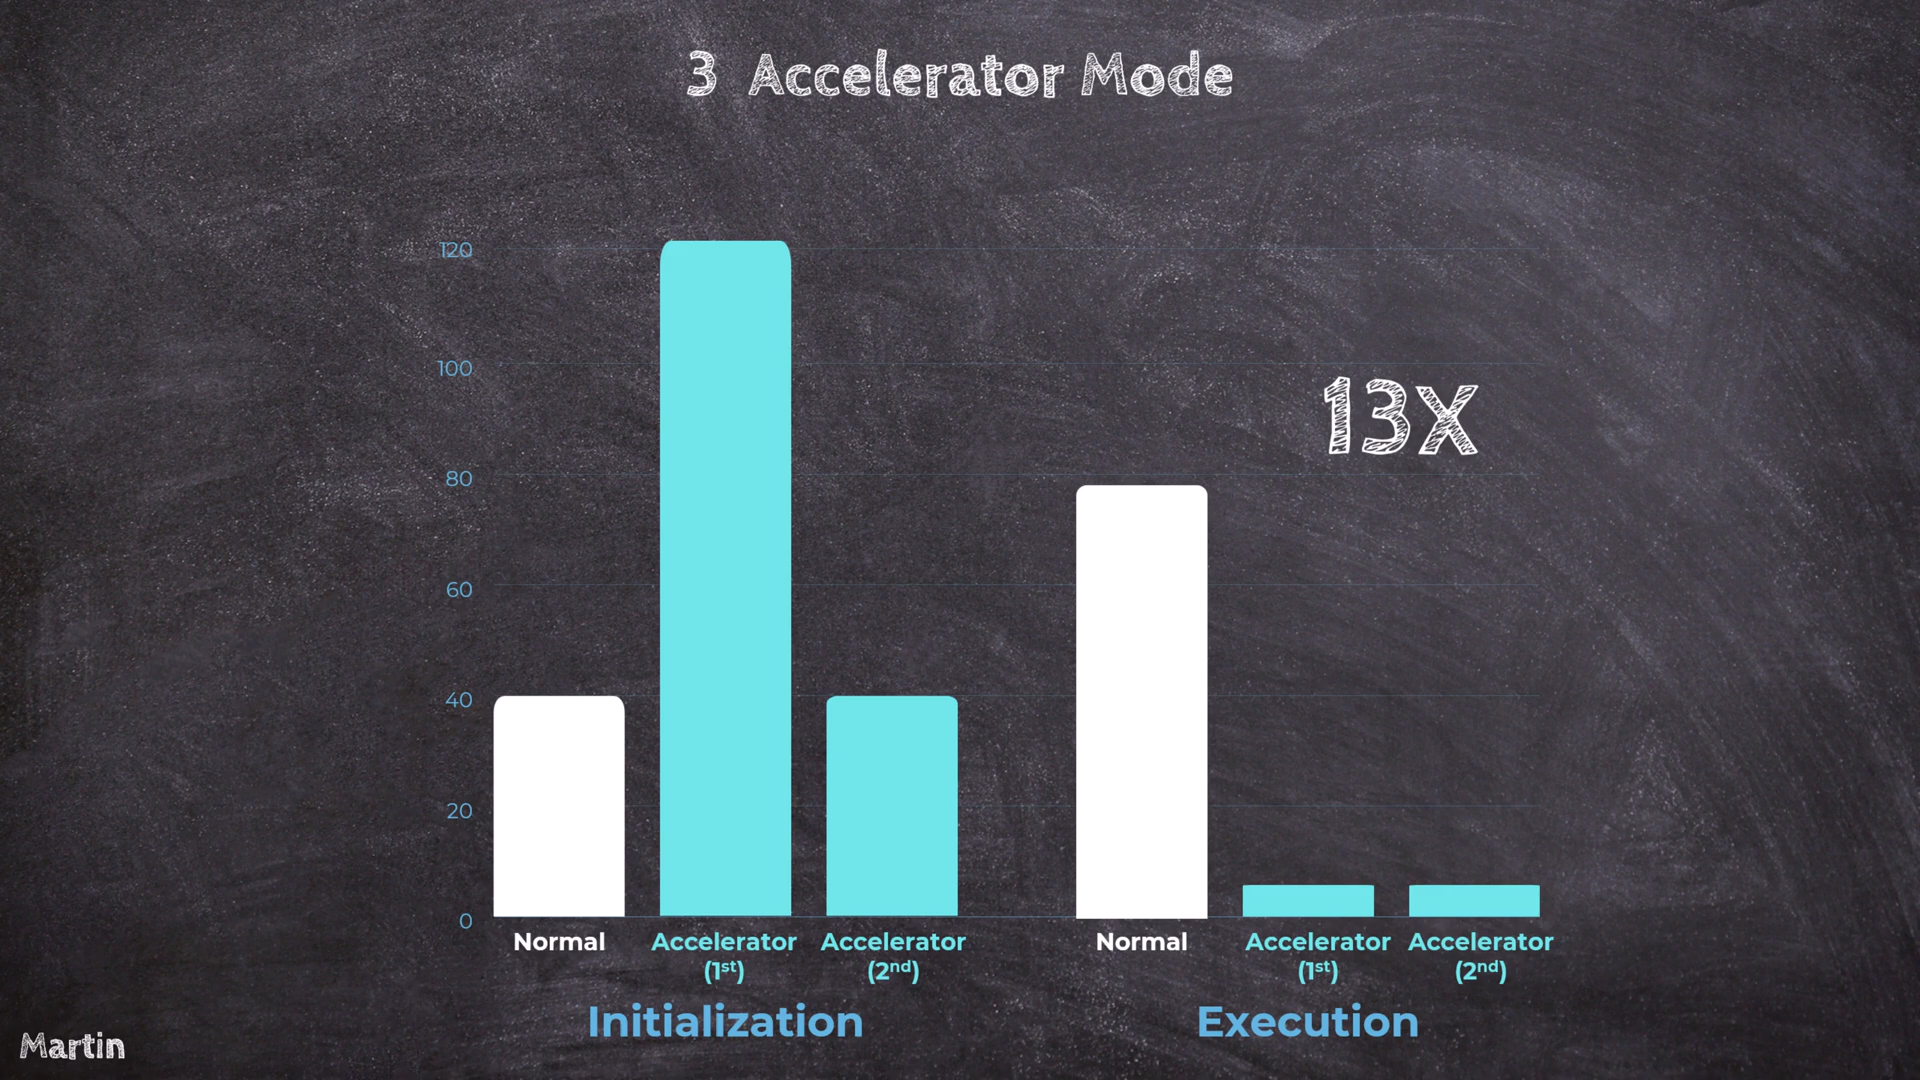 3 Accelerator Mode
120
100
80
60
40
20
0
13X
Normal
Accelerator
(1st)
Accelerator
(2nd)
Normal
Accelerator
(1st)
Accelerator
(2nd)
Initialization
Execution
Martin